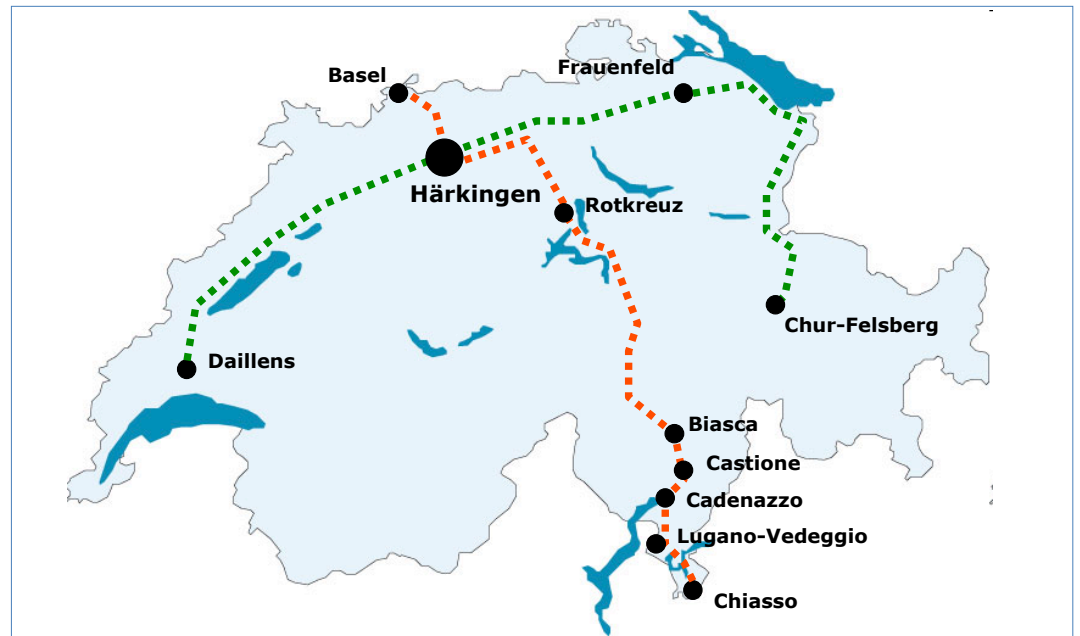 Frauenfeld
Basel
Härkingen
Rotkreuz
Chur-Felsberg
Daillens
Biasca
Castione
Cadenazzo
Lugano-Vedeggio
Chiasso